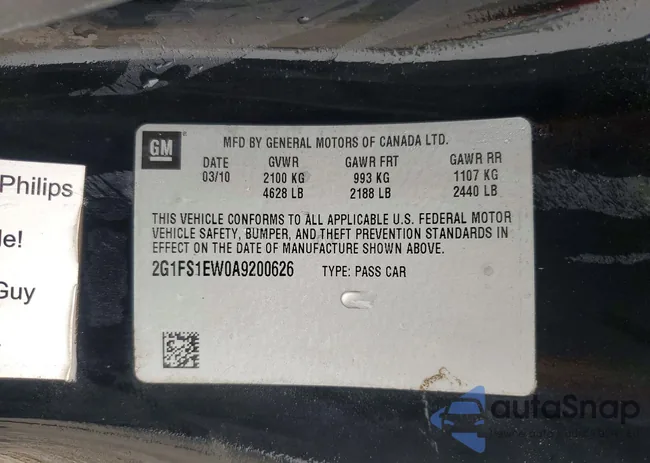 Philips
le!
Guy
GM
MFD BY GENERAL MOTORS OF CANADA LTD.
DATE GVWR GAWR FRT GAWR RR
03/10 2100 KG 993 KG 1107 KG
4628 LB 2188 LB 2440 LB
THIS VEHICLE CONFORMS TO ALL APPLICABLE U.S. FEDERAL MOTOR
VEHICLE SAFETY, BUMPER, AND THEFT PREVENTION STANDARDS IN
EFFECT ON THE DATE OF MANUFACTURE SHOWN ABOVE.
2G1FS1EW0A9200626 TYPE: PASS CAR
autoSnap